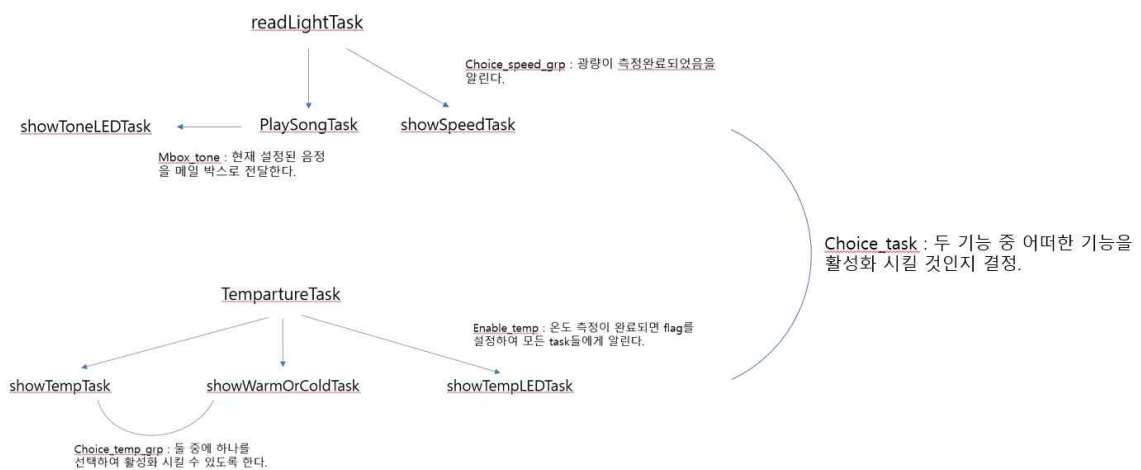 readLightTask
Choice_speed_grp : 광량이 측정완료되었음을
알린다.
showToneLEDTask
PlaySongTask
showSpeedTask
Mbox_tone : 현재 설정된 음정
을 메일 박스로 전달한다.
Choice_task : 두 기능 중 어떠한 기능을
활성화 시킬 것인지 결정.
TempartureTask
Enable_temp : 온도 측정이 완료되면 flag를
설정하여 모든 task들에게 알린다.
showTempTask
showWarmOrColdTask
showTempLEDTask
Choice_temp_grp : 둘 중에 하나를
선택하여 활성화 시킬 수 있도록 한다.